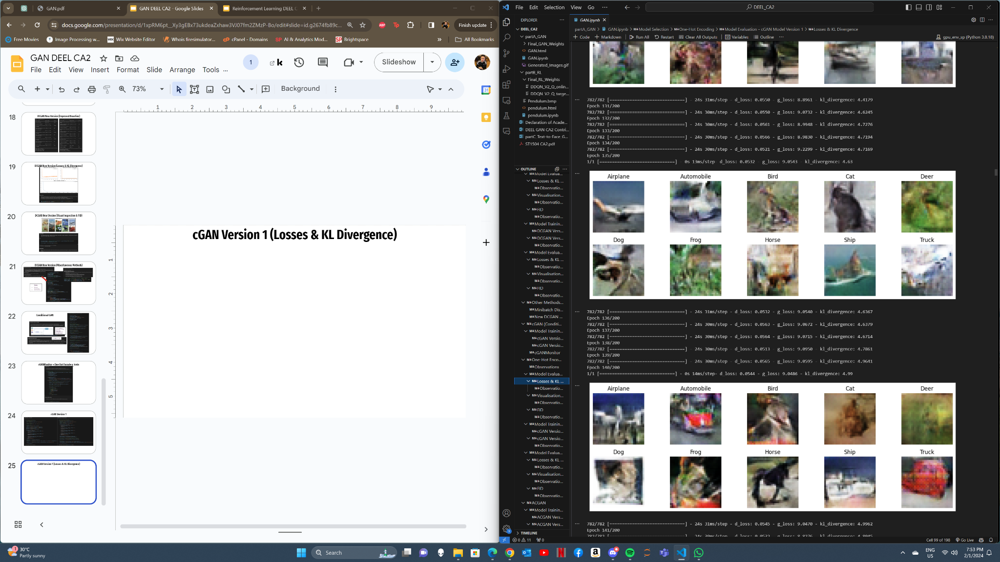 GAN.pdf
GAN DEEL CA2 - Google Slides
Reinforcement Learning DEEL C
docs.google.com/presentation/d/1xpRM6pt__Xy3gEBx73ukdeaZxhaw3VJ07fm2ZMzP-Bo/edit#slide=id.g2674fb89c...
Finish update
Free Movies
Image Processing w...
Wix Website Editor
Whois firesimulator...
cPanel - Domains
AI & Analytics Mod...
Brightspace
All Bookmarks
GAN DEEL CA2
File Edit View Insert Format Slide Arrange Tools ...
1
k
Slideshow
73%
Background
1 2 3 4 5 6 7 8 9
18
DCGAN New Version (Improved Baseline)
19
DCGAN New Version (Losses & KL Divergence)
20
DCGAN New Version (Visual Inspection & FID)
21
DCGAN New Version (Miscellaneous Methods)
22
Conditional GAN
23
cGANMonitor + One Hot Encode y_train
24
cGAN Version 1
25
cGAN Version 1 (Losses & KL Divergence)
cGAN Version 1 (Losses & KL Divergence)
1
2
3
4
5
File Edit Selection View Go ...
DEEL_CA2
EXPLORER
DEEL_CA2
partA_GAN
Final_GAN_Weights
GAN.html
GAN.ipynb
Generated_Images.gif
partB_RL
Final_RL_Weights
DDQN_V2_Q_onlin...
DDQN_V2_Q_targe...
Pendulum.bmp
pendulum.html
pendulum.ipynb
Declaration of Acade...
DEEL GAN CA2 Contri...
partC_Text-to-Face_G...
ST1504 CA2.pdf
OUTLINE
Model Evalua...
Losses & KL ...
Observatio...
Visualisation...
Observatio...
FID
Observatio...
Model Trainin...
DCGAN Vers...
DCGAN Vers...
Observatio...
Model Evalua...
Losses & KL ...
Observatio...
Visualisation...
Observatio...
FID
Observatio...
Other Methods...
Minibatch Dis...
New DCGAN ...
cGAN (Conditi...
Model Trainin...
cGAN Versio...
cGAN Versio...
cGANMonitor
One-Hot Enco...
Observations
Model Evalua...
Losses & KL ...
Observatio...
Visualisation...
Observatio...
FID
Observatio...
Model Trainin...
cGAN Versio...
cGAN Versio...
Observatio...
Model Evalua...
Losses & KL ...
Observatio...
Visualisation...
Observatio...
FID
Observatio...
ACGAN
Model Trainin...
ACGAN Vers...
ACGAN Vers...
TIMELINE
GAN.ipynb
partA_GAN > GAN.ipynb > Model Selection > One-Hot Encoding > Model Evaluation - cGAN Model Version 1 > Losses & KL Divergence
+ Code + Markdown Run All Restart Clear All Outputs Variables Outline ...
gpu_env_sp (Python 3.8.18)
782/782 [==============================] - 24s 31ms/step - d_loss: 0.0550 - g_loss: 8.8961 - kl_divergence: 4.4179
Epoch 131/200
782/782 [==============================] - 24s 30ms/step - d_loss: 0.0550 - g_loss: 9.0732 - kl_divergence: 4.6245
Epoch 132/200
782/782 [==============================] - 24s 30ms/step - d_loss: 0.0561 - g_loss: 8.9948 - kl_divergence: 4.7276
Epoch 133/200
782/782 [==============================] - 24s 30ms/step - d_loss: 0.0566 - g_loss: 8.9830 - kl_divergence: 4.7194
Epoch 134/200
782/782 [==============================] - 24s 30ms/step - d_loss: 0.0521 - g_loss: 9.2299 - kl_divergence: 4.7169
Epoch 135/200
1/1 [==============================] - 0s 13ms/step- d_loss: 0.0532 - g_loss: 9.0543 - kl_divergence: 4.63
Airplane Automobile Bird Cat Deer
Dog Frog Horse Ship Truck
782/782 [==============================] - 24s 31ms/step - d_loss: 0.0532 - g_loss: 9.0540 - kl_divergence: 4.6367
Epoch 136/200
782/782 [==============================] - 24s 30ms/step - d_loss: 0.0563 - g_loss: 9.0672 - kl_divergence: 4.6379
Epoch 137/200
782/782 [==============================] - 24s 30ms/step - d_loss: 0.0564 - g_loss: 9.0715 - kl_divergence: 4.6714
Epoch 138/200
782/782 [==============================] - 24s 30ms/step - d_loss: 0.0513 - g_loss: 9.0950 - kl_divergence: 4.7861
Epoch 139/200
782/782 [==============================] - 24s 30ms/step - d_loss: 0.0565 - g_loss: 9.0595 - kl_divergence: 4.9641
Epoch 140/200
1/1 [==============================] - 0s 14ms/step- d_loss: 0.0544 - g_loss: 9.0486 - kl_divergence: 4.99
Airplane Automobile Bird Cat Deer
Dog Frog Horse Ship Truck
782/782 [==============================] - 24s 31ms/step - d_loss: 0.0545 - g_loss: 9.0470 - kl_divergence: 4.9962
Epoch 141/200
0 11 0
Cell 99 of 198 Go Live
30°C
Partly sunny
Search
ENG
US
7:53 PM
2/1/2024